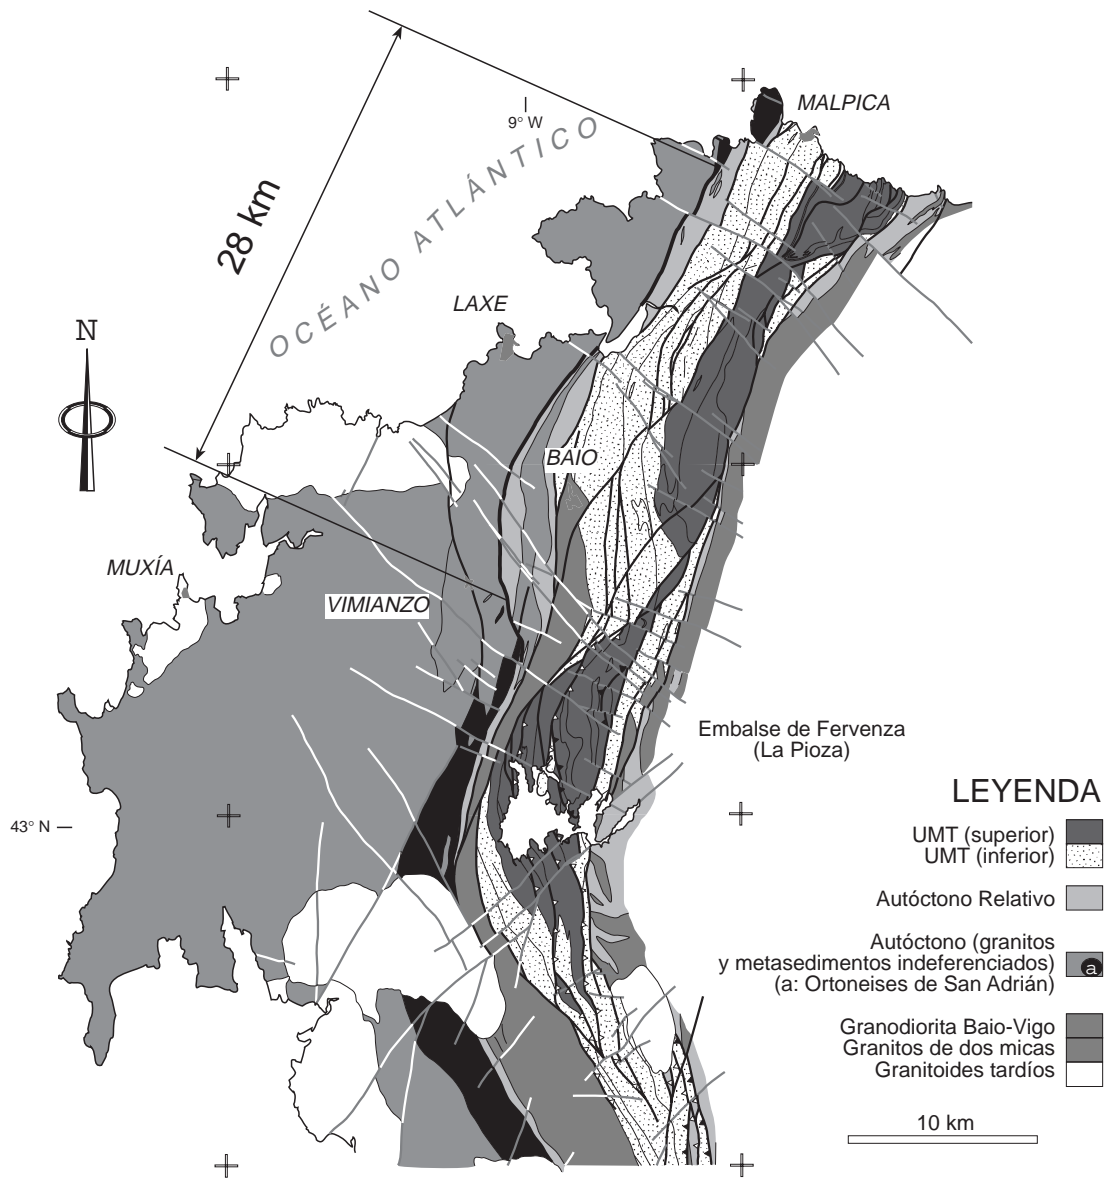 MALPICA
9° W
OCÉANO ATLÁNTICO
28 km
LAXE
N
BAIO
MUXÍA
VIMIANZO
Embalse de Fervenza
(La Pioza)
43° N
LEYENDA
UMT (superior)
UMT (inferior)
Autóctono Relativo
Autóctono (granitos
y metasedimentos indeferenciados)
(a: Ortoneises de San Adrián)
a
Granodiorita Baio-Vigo
Granitos de dos micas
Granitoides tardíos
10 km